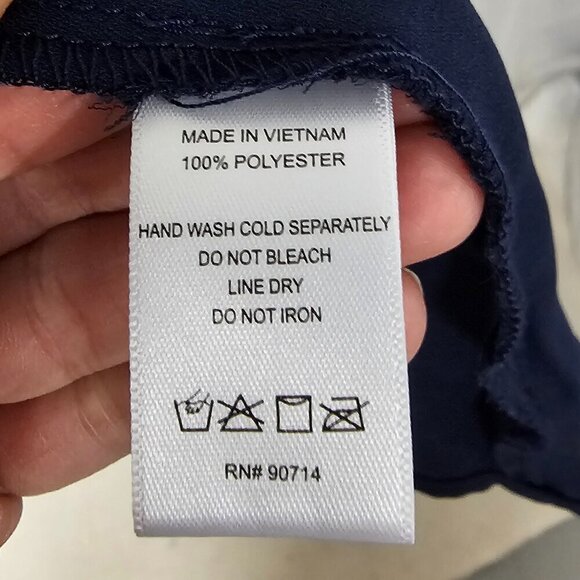 MADE IN VIETNAM
100% POLYESTER
HAND WASH COLD SEPARATELY
DO NOT BLEACH
LINE DRY
DO NOT IRON
RN# 90714